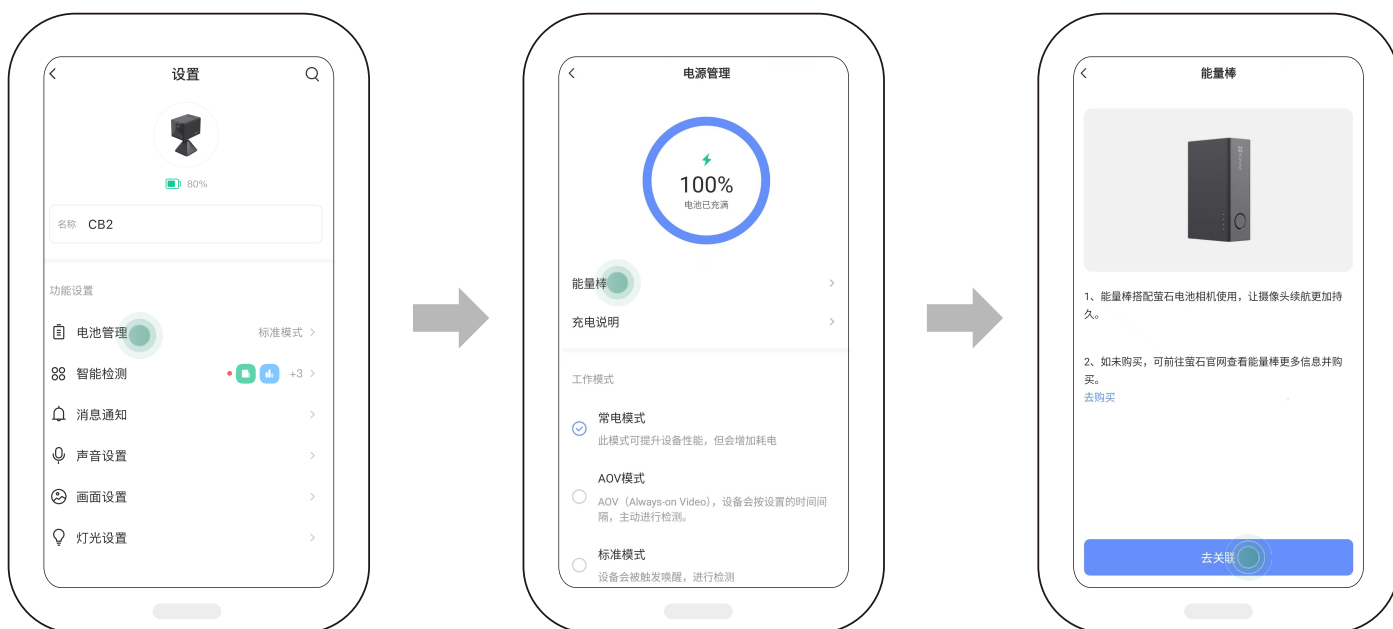 设置
80%
名称 CB2
功能设置
电池管理 标准模式
智能检测 +3
消息通知
声音设置
画面设置
灯光设置
电源管理
100%
电池已充满
能量棒
充电说明
工作模式
常电模式
此模式可提升设备性能，但会增加耗电
AOV模式
AOV（Always-on Video），设备会按设置的时间间
隔，主动进行检测。
标准模式
设备会被触发唤醒，进行检测
能量棒
1、能量棒搭配萤石电池相机使用，让摄像头续航更加持
久。
2、如未购买，可前往萤石官网查看能量棒更多信息并购
买。
去购买
去关联